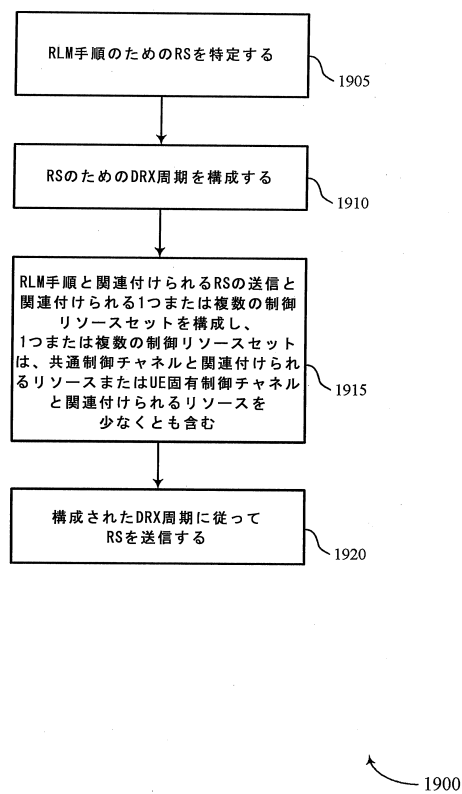 RLM手順のためのRSを特定する
1905
RSのためのDRX周期を構成する
1910
RLM手順と関連付けられるRSの送信と
関連付けられる1つまたは複数の制御
リソースセットを構成し、
1つまたは複数の制御リソースセット
は、共通制御チャネルと関連付けられ
るリソースまたはUE固有制御チャネル
と関連付けられるリソースを
少なくとも含む
1915
構成されたDRX周期に従って
RSを送信する
1920
1900